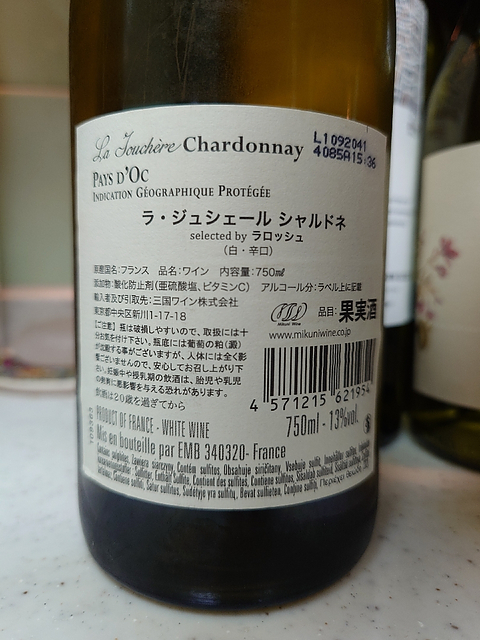 La Jouchère Chardonnay
L1092041
4085A15:36
PAYS D'OC
INDICATION GÉOGRAPHIQUE PROTÉGÉE
ラ・ジュシェール シャルドネ
selected by ラロッシュ
(白・辛口)
原産国名:フランス 品名:ワイン 内容量:750㎖
添加物:酸化防止剤(亜硫酸塩、ビタミンC) アルコール分:ラベル上に記載
輸入者及び引取先:三国ワイン株式会社
東京都中央区新川1-17-18
Mikuni Wine
品目:果実酒
www.mikuniwine.co.jp
【ご注意】瓶は破損しやすいので、取扱には十
分お気を付け下さい。瓶底には葡萄の粕(澱)
が沈殿する事がございますが、人体には全く影
響ございませんので、安心してお召し上がり下
さい。妊娠中や授乳期の飲酒は、胎児や乳児
の発育に悪影響を与える恐れがあります。
飲酒は20歳を過ぎてから
4 571215 621954
PRODUCT OF FRANCE - WHITE WINE
750ml - 13%vol.
Mis en bouteille par EMB 340320- France